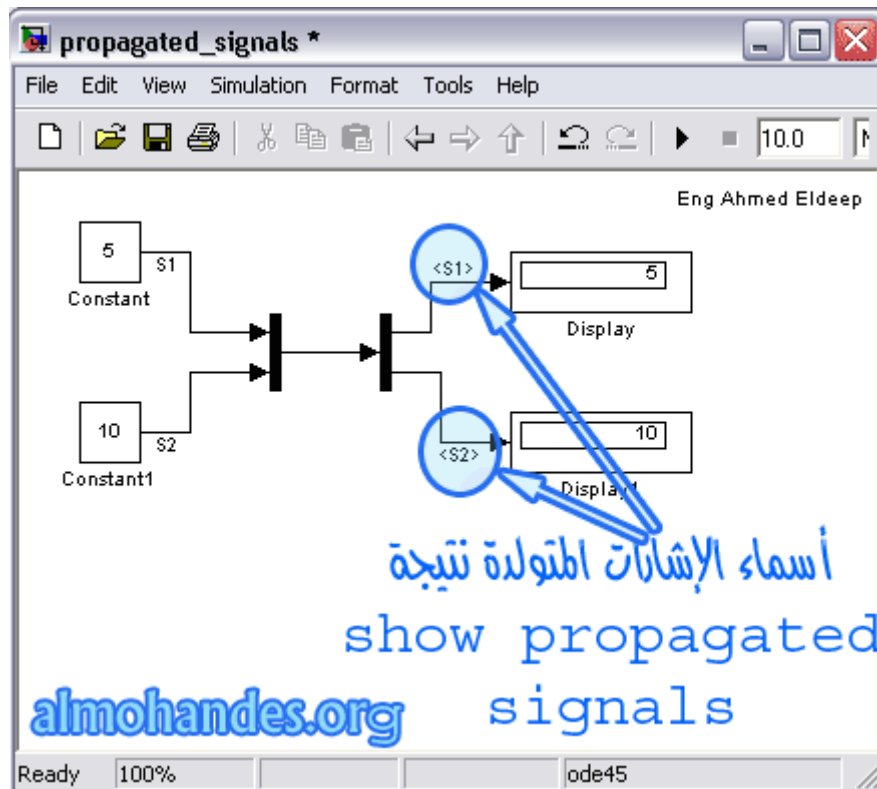 propagated_signals *
File Edit View Simulation Format Tools Help
10.0
Eng Ahmed Eldeep
5
S1
Constant
<S1>
5
Display
10
S2
Constant1
<S2>
10
Display1
أسماء الإشارات المتولدة نتيجة
show propagated
signals
almohandes.org
Ready 100% ode45